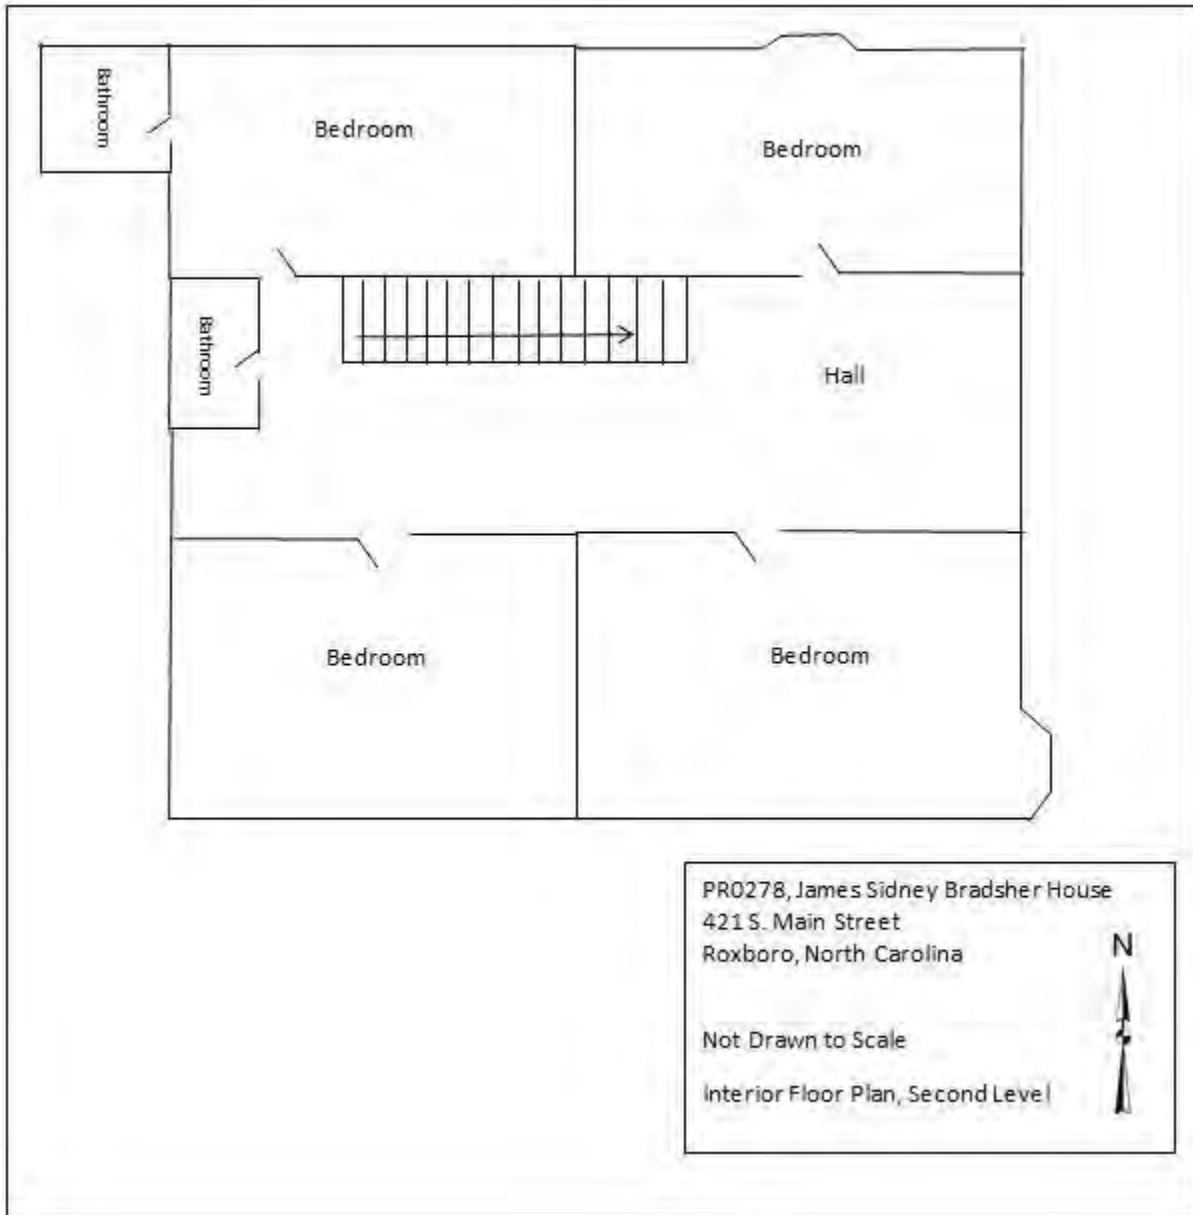 Bathroom
Bedroom
Bedroom
Bathroom
Hall
Bedroom
Bedroom
PR0278, James Sidney Bradsher House
421 S. Main Street
Roxboro, North Carolina
N
Not Drawn to Scale
Interior Floor Plan, Second Level